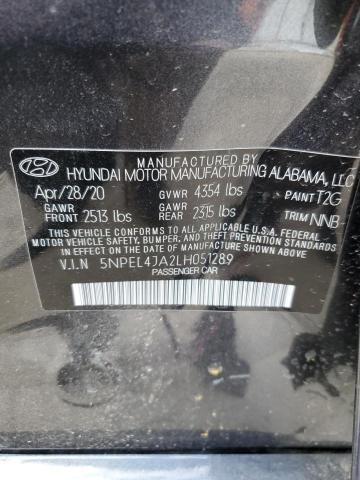 MANUFACTURED BY
HYUNDAI MOTOR MANUFACTURING ALABAMA, LLC
Apr/28/20 GVWR 4354 lbs PAINT T2G
GAWR FRONT 2513 lbs GAWR REAR 2315 lbs TRIM NNB
THIS VEHICLE CONFORMS TO ALL APPLICABLE FEDERAL
MOTOR VEHICLE SAFETY, BUMPER, AND THEFT PREVENTION
STANDARDS IN EFFECT ON THE DATE OF MANUFACTURE
SHOWN ABOVE
V.I.N 5NPEL4JA2LH051289
PASSENGER CAR